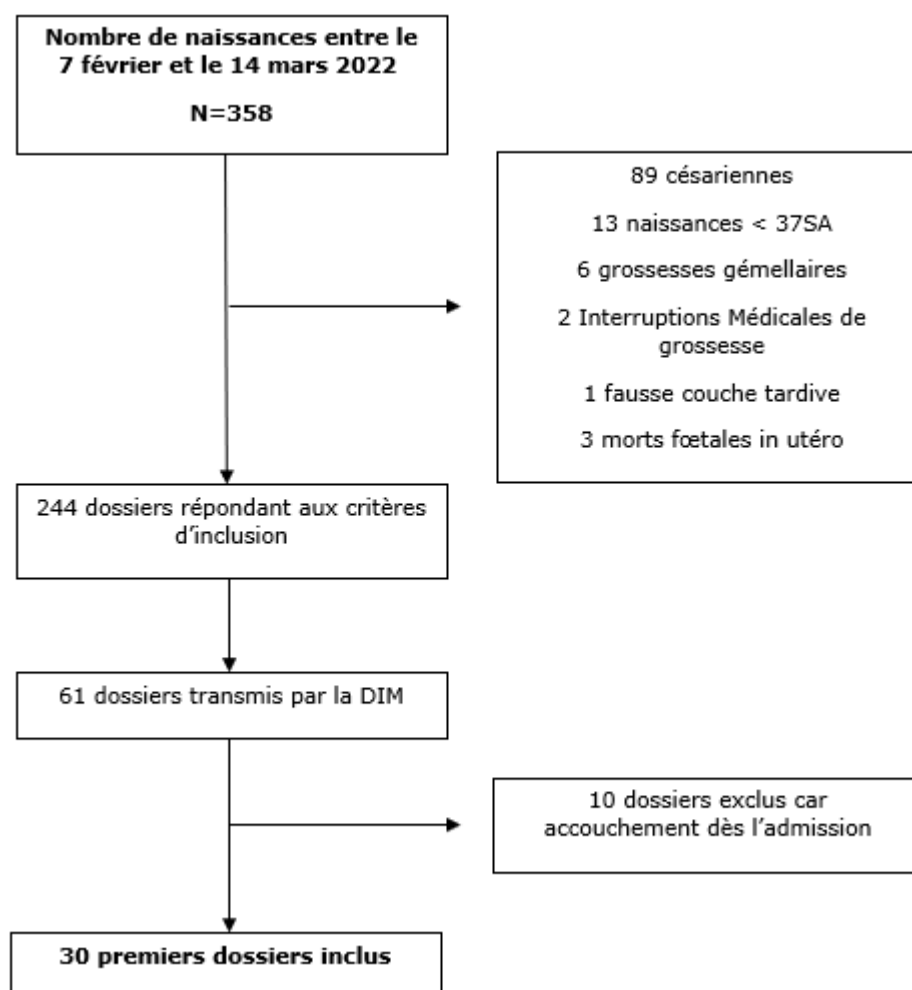 Nombre de naissances entre le
7 février et le 14 mars 2022
N=358
89 césariennes
13 naissances < 37SA
6 grossesses gémellaires
2 Interruptions Médicales de
grossesse
1 fausse couche tardive
3 morts fœtales in utéro
244 dossiers répondant aux critères
d’inclusion
61 dossiers transmis par la DIM
10 dossiers exclus car
accouchement dès l’admission
30 premiers dossiers inclus